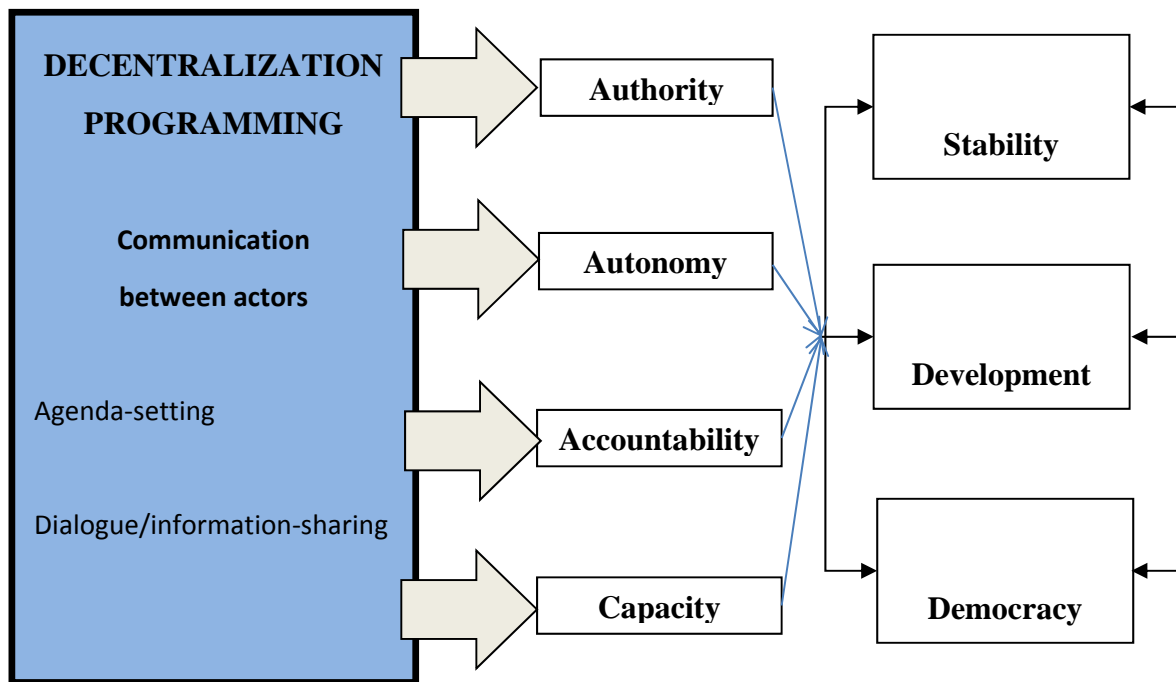 DECENTRALIZATION
PROGRAMMING
Communication
between actors
Agenda-setting
Dialogue/information-sharing
Authority
Autonomy
Accountability
Capacity
Stability
Development
Democracy